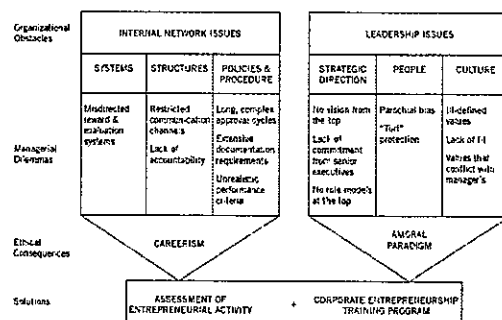 Organizational
Obstacles
INTERNAL NETWORK ISSUES
LEADERSHIP ISSUES
SYSTEMS
STRUCTURES
POLICIES &
PROCEDURE
STRATEGIC
DIRECTION
PEOPLE
CULTURE
Managerial
Dilemmas
Misdirected
reward &
evaluation
systems
Restricted
communication
channels
Lack of
accountability
Long, complex
approval cycles
Extensive
documentation
requirements
Unrealistic
performance
criteria
No vision from
the top
Lack of
commitment
from senior
executives
No role models
at the top
Parochial bias
"Turf"
protection
Ill-defined
values
Lack of
Values that
conflict with
manager's
Ethical
Consequences
CAREERISM
AMORAL
PARADIGM
Solutions
ASSESSMENT OF
ENTREPRENEURIAL ACTIVITY
+
CORPORATE ENTREPRENEURSHIP
TRAINING PROGRAM